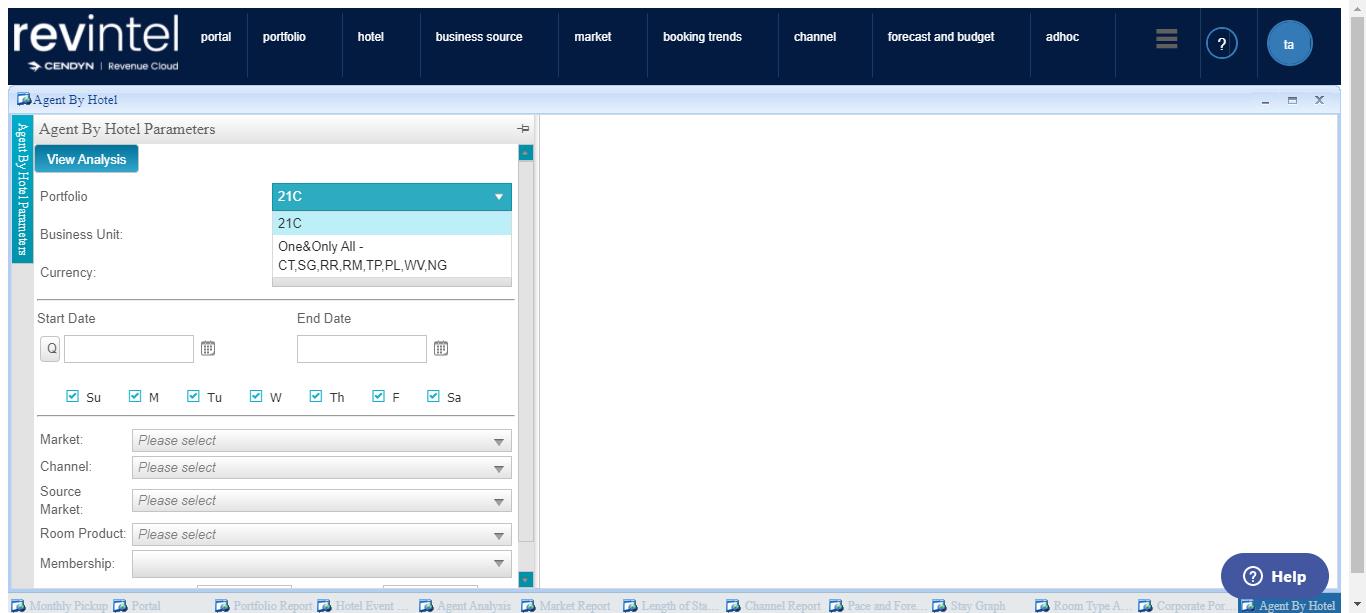 revintel
CENDYN | Revenue Cloud
portal
portfolio
hotel
business source
market
booking trends
channel
forecast and budget
adhoc
?
ta
Agent By Hotel
Agent By Hotel Parameters
Agent By Hotel Parameters
View Analysis
Portfolio
21C
21C
One&Only All -
CT,SG,RR,RM,TP,PL,WV,NG
Business Unit:
Currency:
Start Date
End Date
Q
Su
M
Tu
W
Th
F
Sa
Market:
Please select
Channel:
Please select
Source
Market:
Please select
Room Product:
Please select
Membership:
? Help
Monthly Pickup
Portal
Portfolio Report
Hotel Event ...
Agent Analysis
Market Report
Length of Sta...
Channel Report
Pace and Fore...
Stay Graph
Room Type A...
Corporate Por...
Agent By Hotel